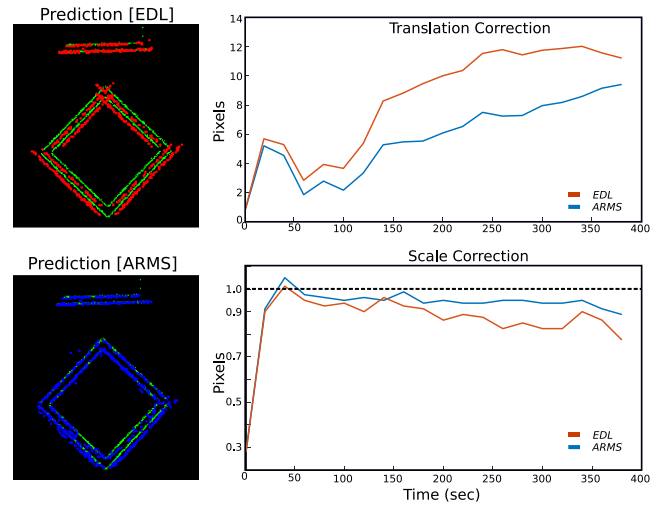 Prediction [EDL]
Translation Correction
Pixels
14
12
10
8
6
4
2
0
0 50 100 150 200 250 300 350 400
EDL
ARMS
Prediction [ARMS]
Scale Correction
Pixels
1.0
0.9
0.7
0.5
0.3
0 50 100 150 200 250 300 350 400
EDL
ARMS
Time (sec)